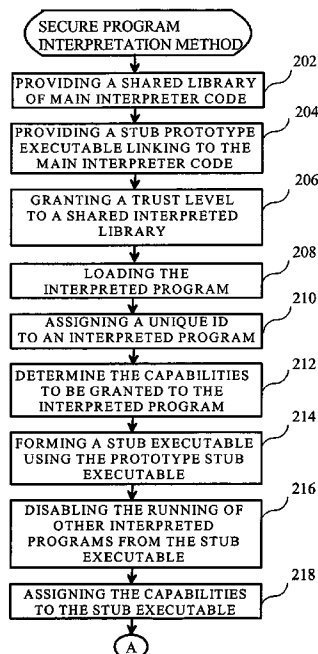 SECURE PROGRAM
INTERPRETATION METHOD
202
PROVIDING A SHARED LIBRARY
OF MAIN INTERPRETER CODE
204
PROVIDING A STUB PROTOTYPE
EXECUTABLE LINKING TO THE
MAIN INTERPRETER CODE
206
GRANTING A TRUST LEVEL
TO A SHARED INTERPRETED
LIBRARY
208
LOADING THE
INTERPRETED PROGRAM
210
ASSIGNING A UNIQUE ID
TO AN INTERPRETED PROGRAM
212
DETERMINE THE CAPABILITIES
TO BE GRANTED TO THE
INTERPRETED PROGRAM
214
FORMING A STUB EXECUTABLE
USING THE PROTOTYPE STUB
EXECUTABLE
216
DISABLING THE RUNNING OF
OTHER INTERPRETED
PROGRAMS FROM THE STUB
EXECUTABLE
218
ASSIGNING THE CAPABILITIES
TO THE STUB EXECUTABLE
A